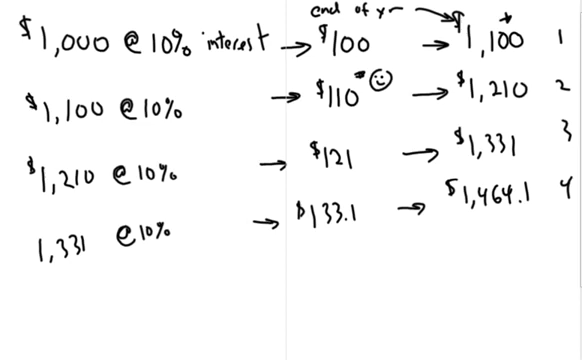 end of yr
$1,000 @ 10% interest → $100 → $1,100 1
$1,100 @ 10% → $110 → $1,210 2
$1,210 @ 10% → $121 → $1,331 3
1,331 @ 10% → $133.1 → $1,464.1 4